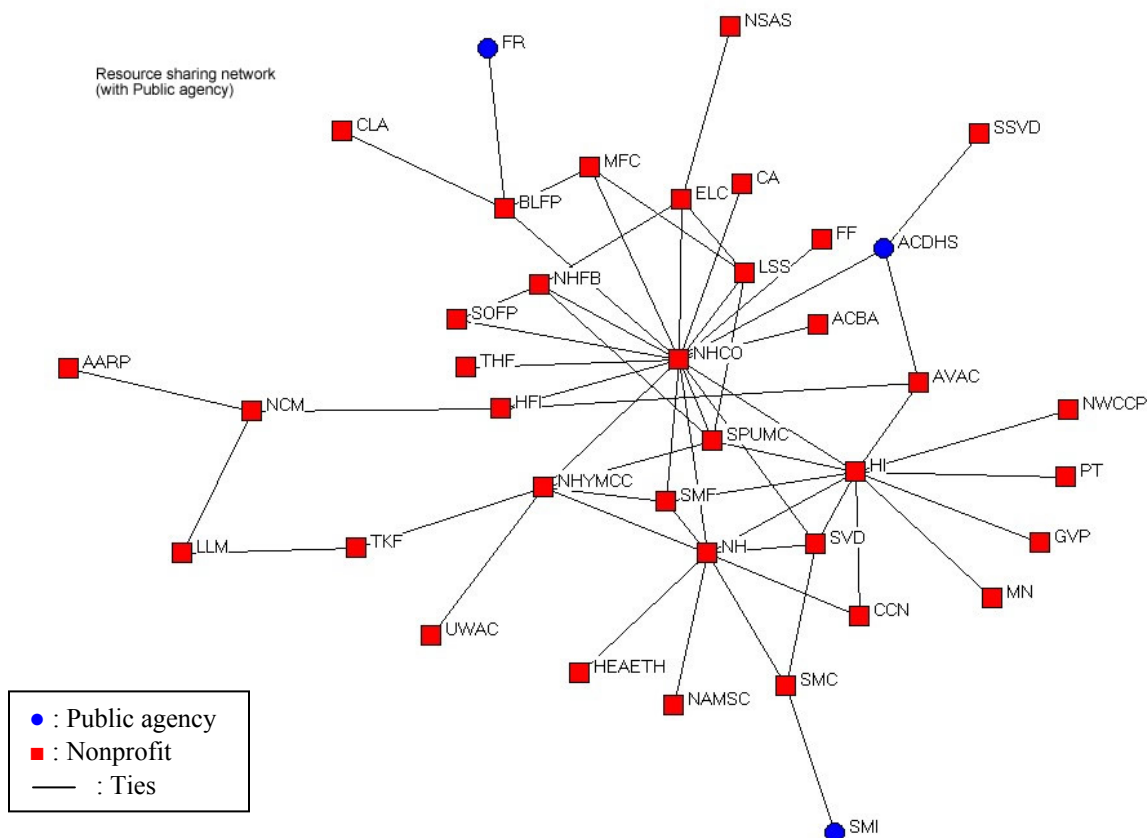 NSAS
FR
Resource sharing network
(with Public agency)
CLA
SSVD
MFC
CA
ELC
BLFP
FF
ACDHS
LSS
NHFB
SOFP
ACBA
NHCO
THF
AARP
AVAC
HFI
NCM
NWCCP
SPUMC
HI
PT
NHYMCC
SMF
GVP
SVD
TKF
NH
LLM
MN
CCN
UWAC
HEAETH
SMC
NAMSC
: Public agency
: Nonprofit
: Ties
SMI